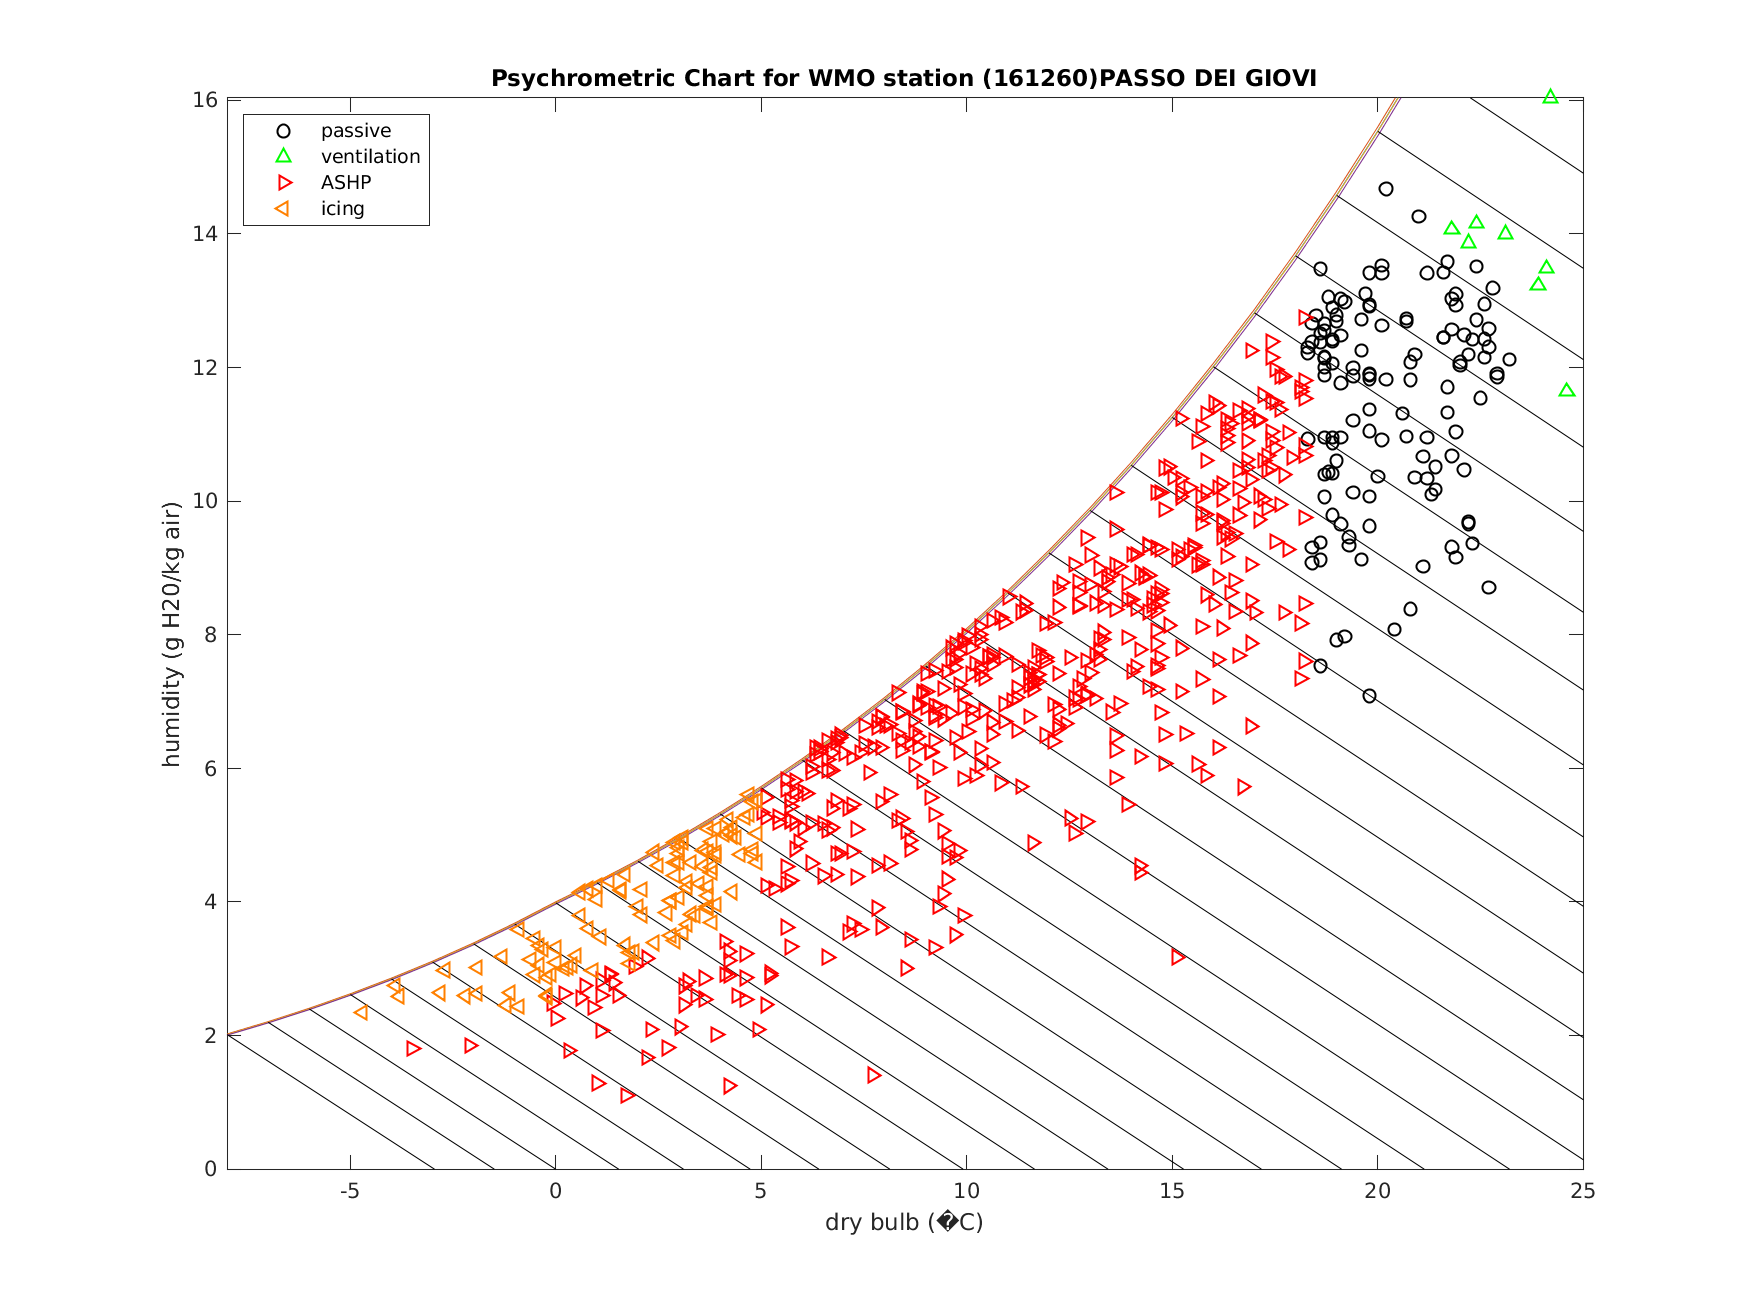 Psychrometric Chart for WMO station (161260)PASSO DEI GIOVI
passive
ventilation
ASHP
icing
16
14
12
10
8
6
4
2
0
humidity (g H20/kg air)
-5 0 5 10 15 20 25
dry bulb (�C)